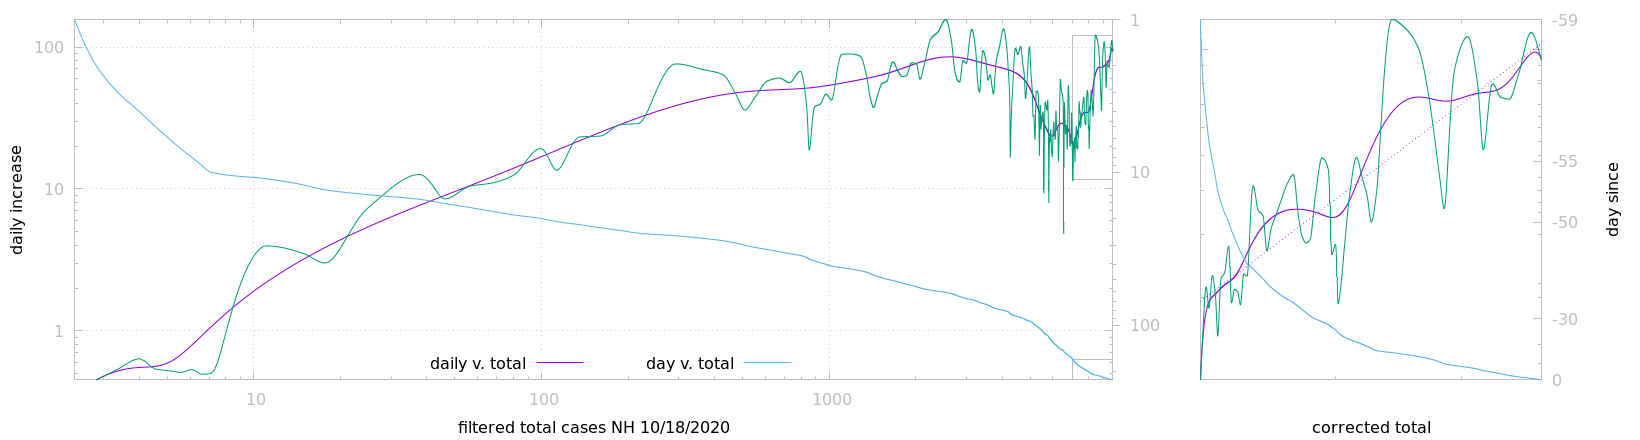 100
10
1
daily increase
10
100
1000
filtered total cases NH 10/18/2020
daily v. total
day v. total
1
10
100
-59
-55
-50
-30
0
day since
corrected total